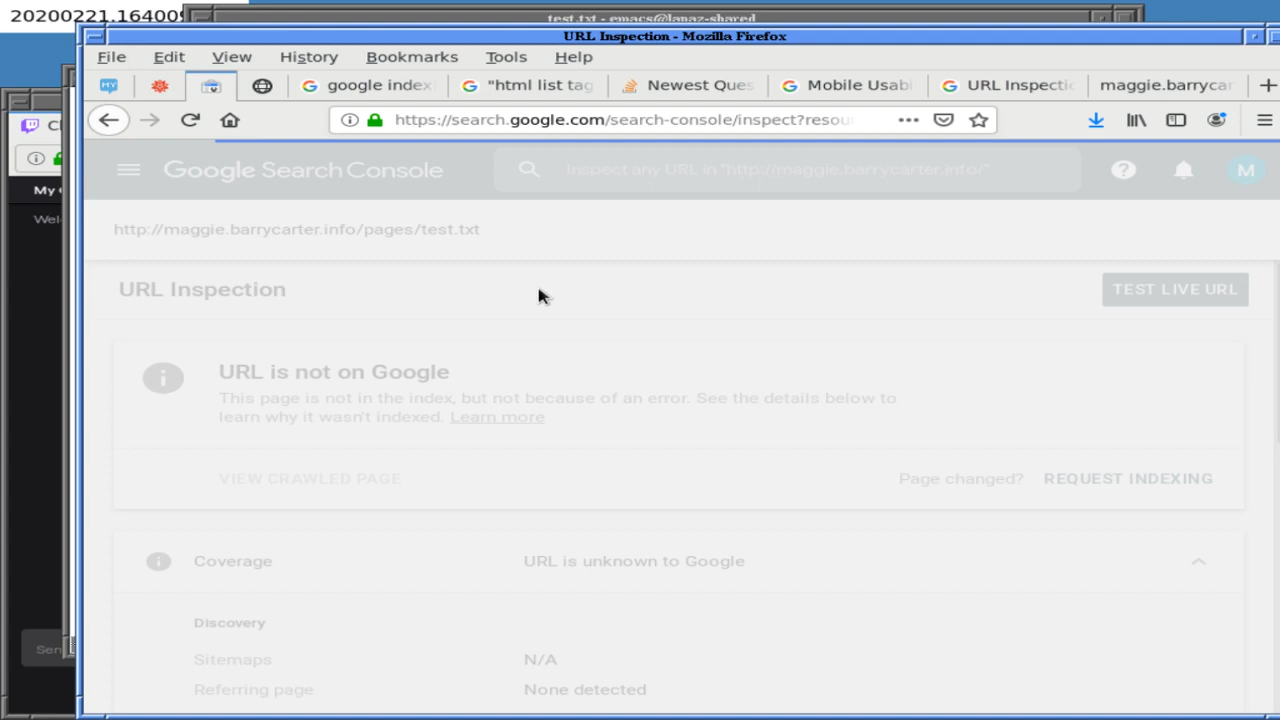 20200221.16400
test.txt - emacs@lanaz-shared
URL Inspection - Mozilla Firefox
File Edit View History Bookmarks Tools Help
google index "html list tag Newest Ques Mobile Usabi URL Inspectic maggie.barrycar
https://search.google.com/search-console/inspect?resou
Google Search Console
Inspect any URL in "http://maggie.barrycarter.info/"
M
My
Wel
http://maggie.barrycarter.info/pages/test.txt
URL Inspection
TEST LIVE URL
URL is not on Google
This page is not in the index, but not because of an error. See the details below to
learn why it wasn't indexed. Learn more
VIEW CRAWLED PAGE
Page changed? REQUEST INDEXING
Coverage
URL is unknown to Google
Discovery
Sitemaps
N/A
Referring page
None detected
Sen